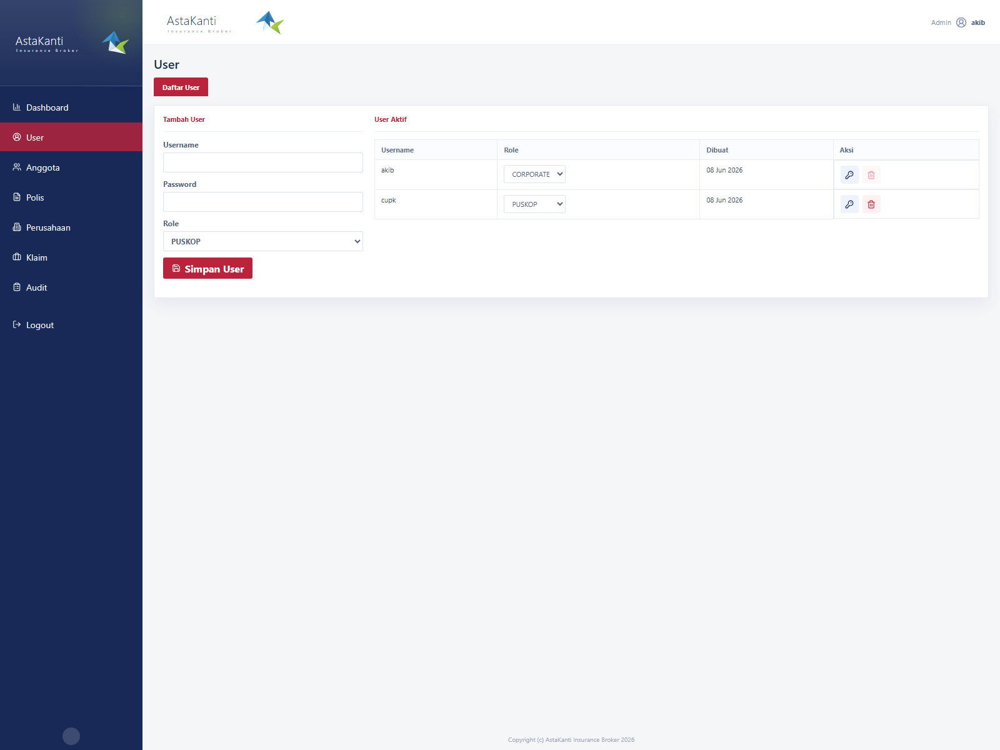 AstaKanti
Insurance Broker
Dashboard
User
Anggota
Polis
Perusahaan
Klaim
Audit
Logout
AstaKanti
Insurance Broker
Admin akib
User
Daftar User
Tambah User
Username
Password
Role
PUSKOP
Simpan User
User Aktif
Username Role Dibuat Aksi
akib CORPORATE 08 Jun 2026
cupk PUSKOP 08 Jun 2026
Copyright (c) AstaKanti Insurance Broker 2026